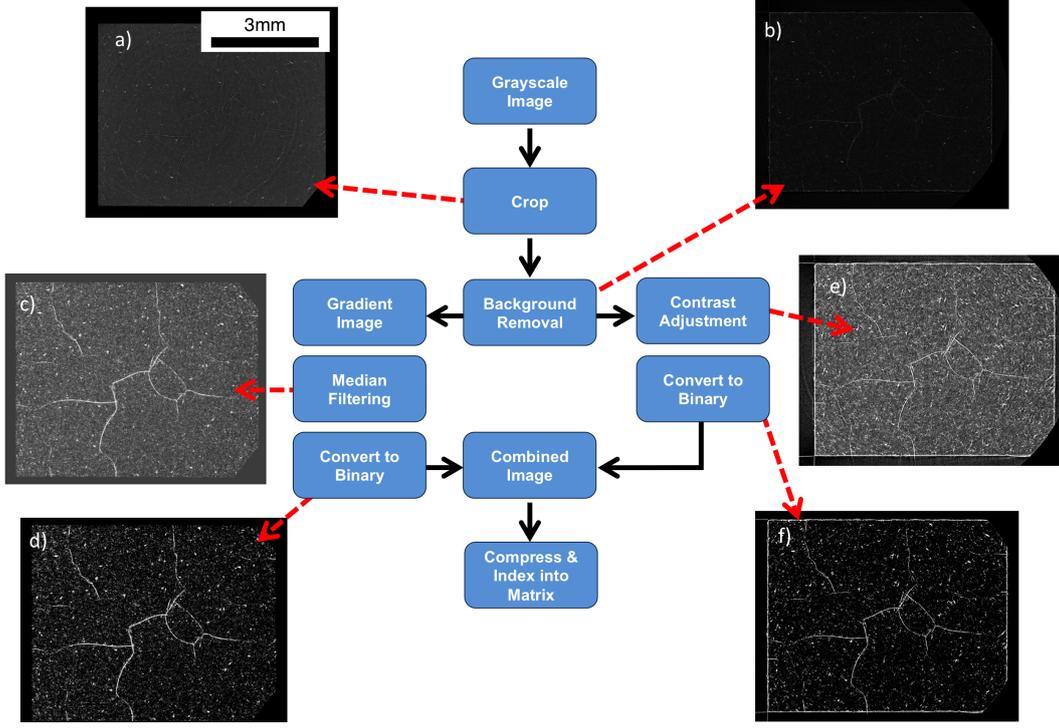 a)
3mm
b)
Grayscale
Image
Crop
c)
Gradient
Image
Background
Removal
Contrast
Adjustment
e)
Median
Filtering
Convert to
Binary
Convert to
Binary
Combined
Image
d)
Compress &
Index into
Matrix
f)